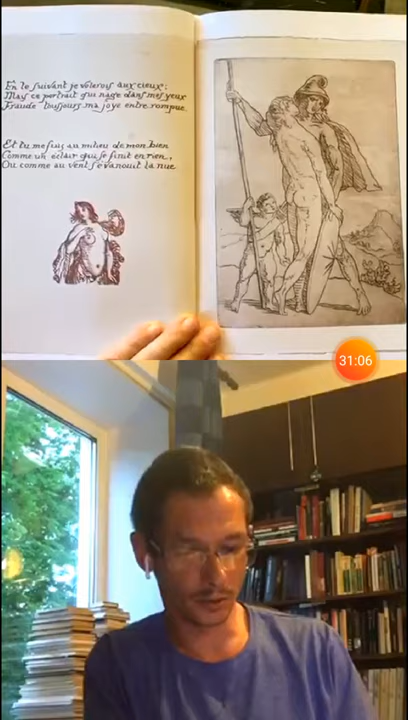 En le suivant je volerois aux cieux:
Mais ce portrait qui nage dans mes yeux
Fraude tousjours ma joye entre-rompue.
Et tu me fuis au milieu de mon bien
Comme un éclair qui se finit en rien,
Ou comme au vent s'évanouit la nue
31:06